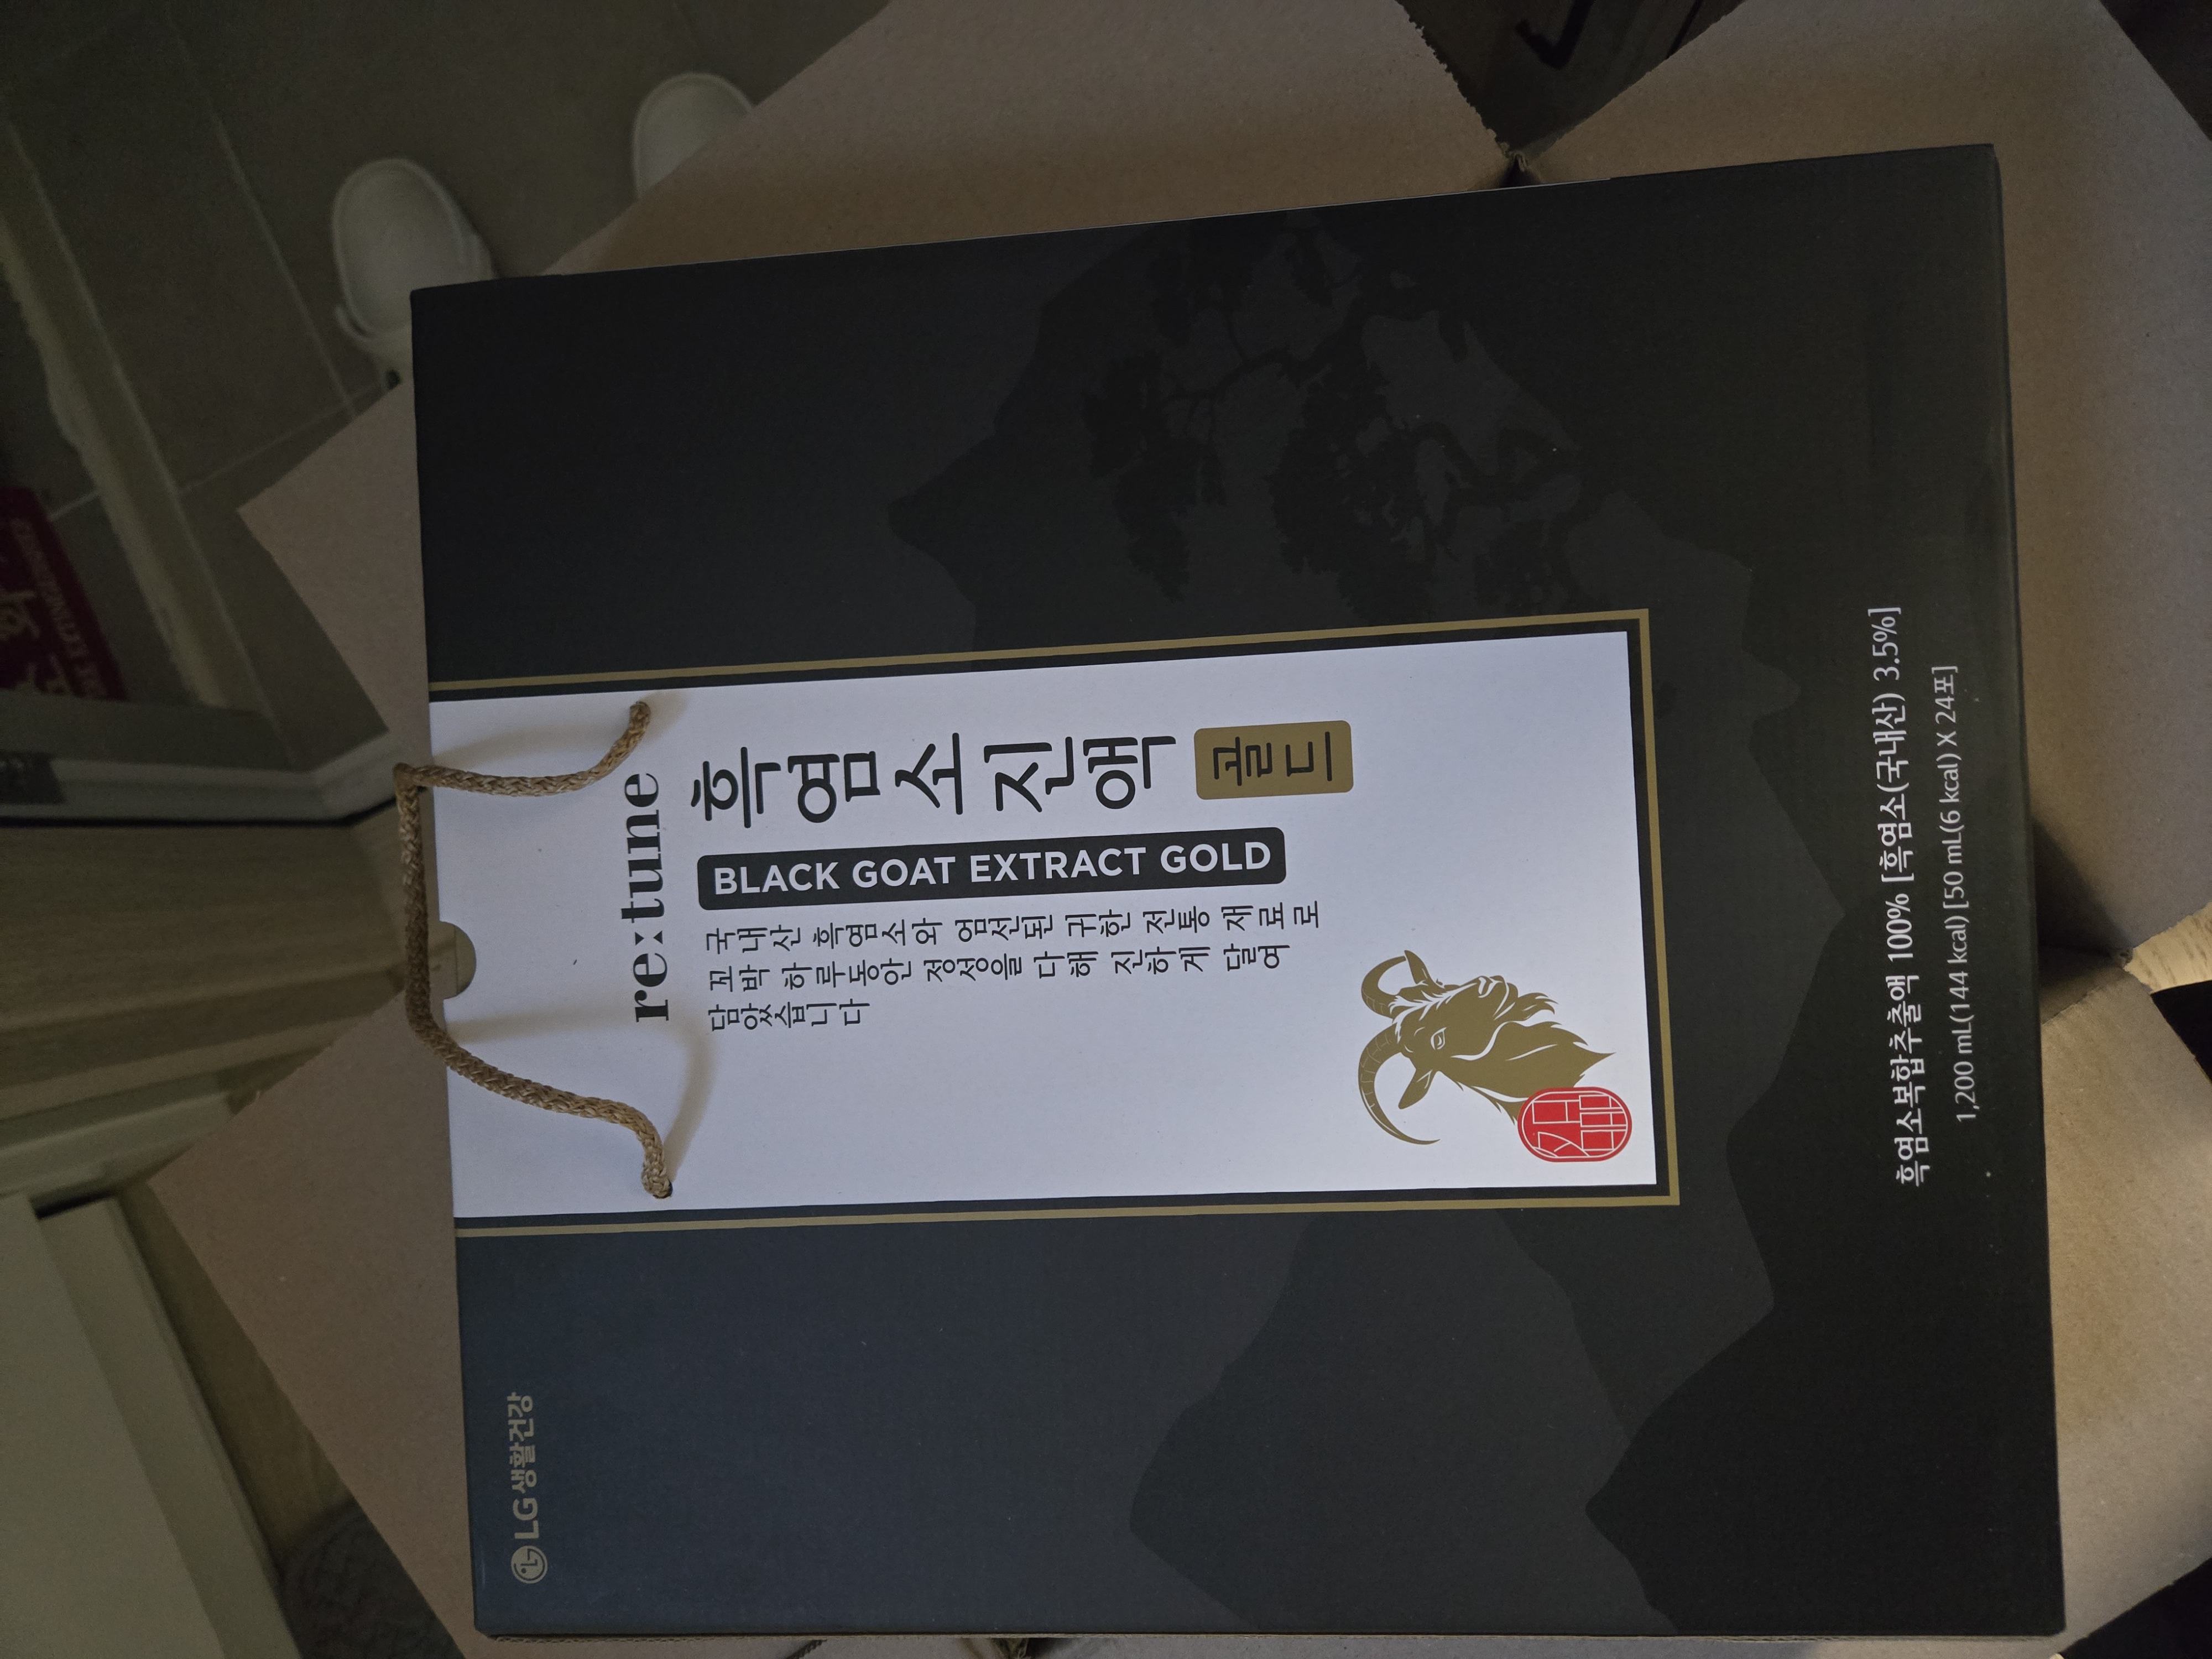 LG생활건강
re:tune
흑염소진액
골드
BLACK GOAT EXTRACT GOLD
국내산 흑염소와 엄선된 귀한 전통 재료로
꼬박 하루동안 정성을 다해 진하게 달여
담았습니다
흑염소복합추출액 100% [흑염소(국내산) 3.5%]
1,200 mL(144 kcal) [50 mL(6 kcal) X 24포]